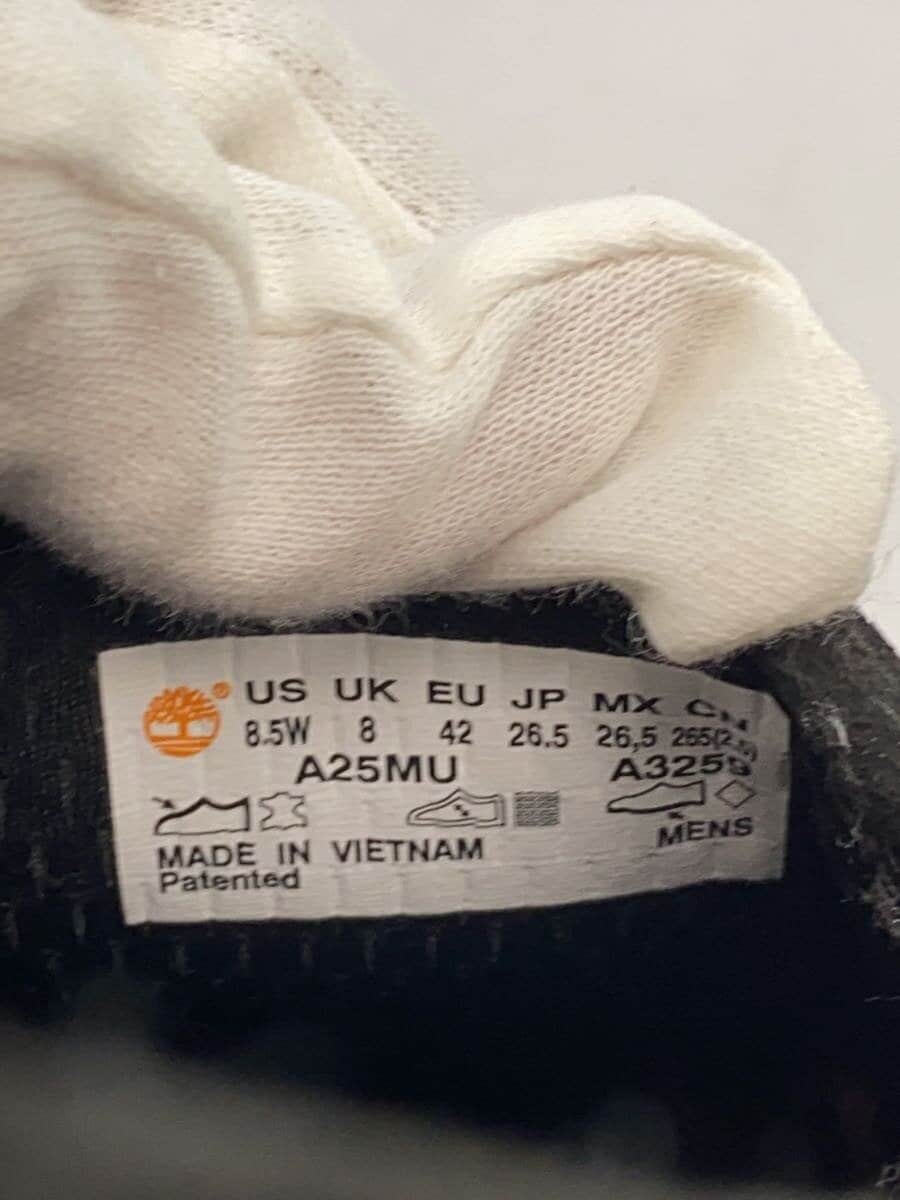 ® US UK EU JP MX CN
8.5W 8 42 26.5 26,5
A25MU
MADE IN VIETNAM
MENS
Patented